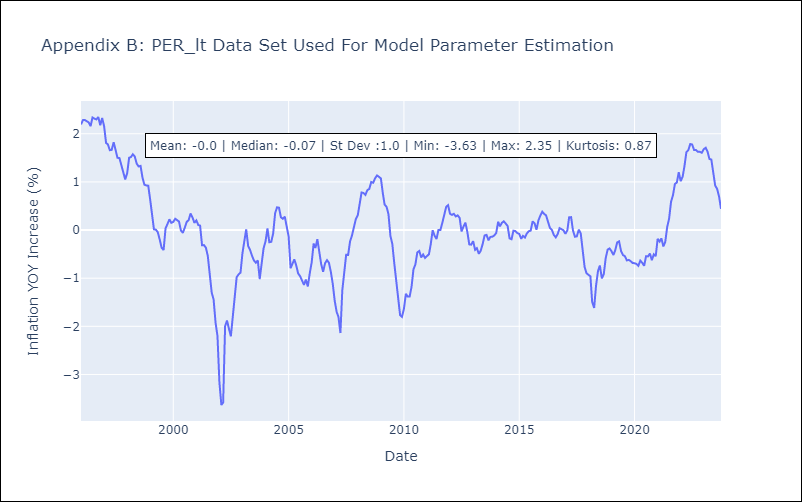 Appendix B: PER_lt Data Set Used For Model Parameter Estimation
Mean: -0.0 | Median: -0.07 | St Dev :1.0 | Min: -3.63 | Max: 2.35 | Kurtosis: 0.87
Inflation YOY Increase (%)
2
1
0
−1
−2
−3
2000
2005
2010
2015
2020
Date